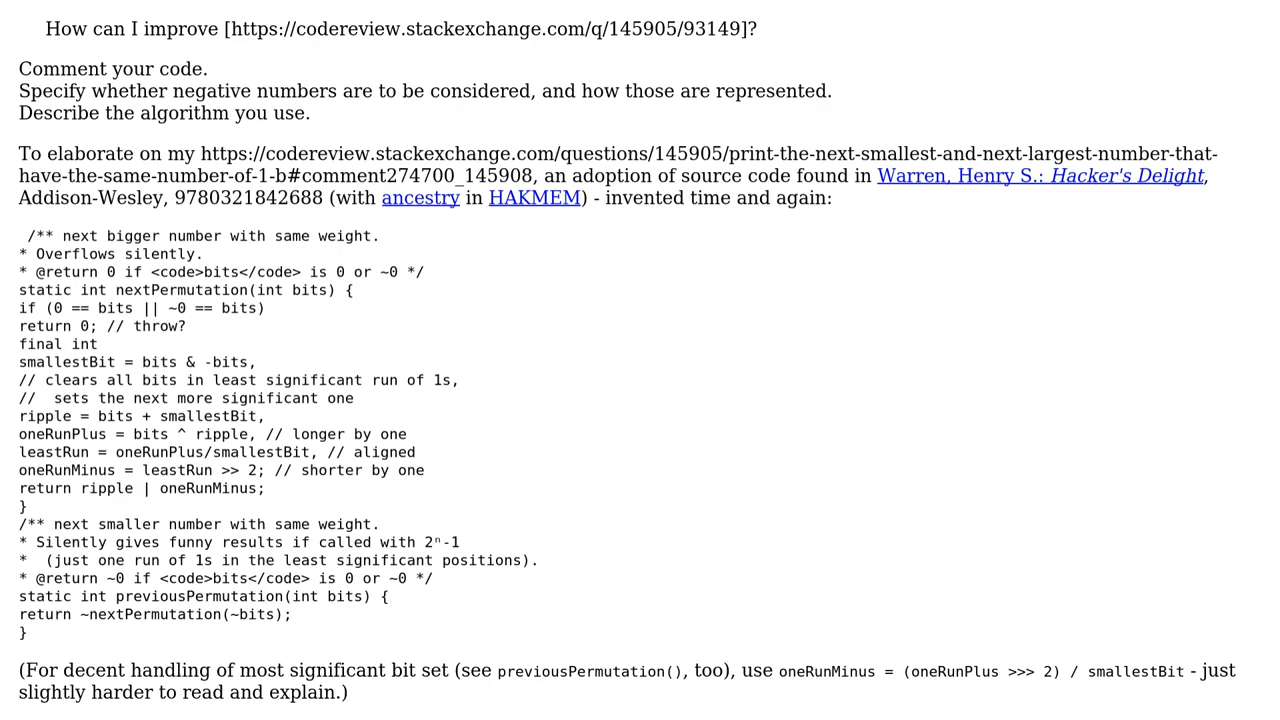 How can I improve [https://codereview.stackexchange.com/q/145905/93149]?
Comment your code.
Specify whether negative numbers are to be considered, and how those are represented.
Describe the algorithm you use.
To elaborate on my https://codereview.stackexchange.com/questions/145905/print-the-next-smallest-and-next-largest-number-that-
have-the-same-number-of-1-b#comment274700_145908, an adoption of source code found in Warren, Henry S.: Hacker's Delight,
Addison-Wesley, 9780321842688 (with ancestry in HAKMEM) - invented time and again:
/** next bigger number with same weight.
* Overflows silently.
* @return 0 if <code>bits</code> is 0 or ~0 */
static int nextPermutation(int bits) {
if (0 == bits || ~0 == bits)
return 0; // throw?
final int
smallestBit = bits & -bits,
// clears all bits in least significant run of 1s,
//  sets the next more significant one
ripple = bits + smallestBit,
oneRunPlus = bits ^ ripple, // longer by one
leastRun = oneRunPlus/smallestBit, // aligned
oneRunMinus = leastRun >> 2; // shorter by one
return ripple | oneRunMinus;
}
/** next smaller number with same weight.
* Silently gives funny results if called with 2ⁿ-1
*  (just one run of 1s in the least significant positions).
* @return ~0 if <code>bits</code> is 0 or ~0 */
static int previousPermutation(int bits) {
return ~nextPermutation(~bits);
}
(For decent handling of most significant bit set (see previousPermutation(), too), use oneRunMinus = (oneRunPlus >>> 2) / smallestBit - just
slightly harder to read and explain.)